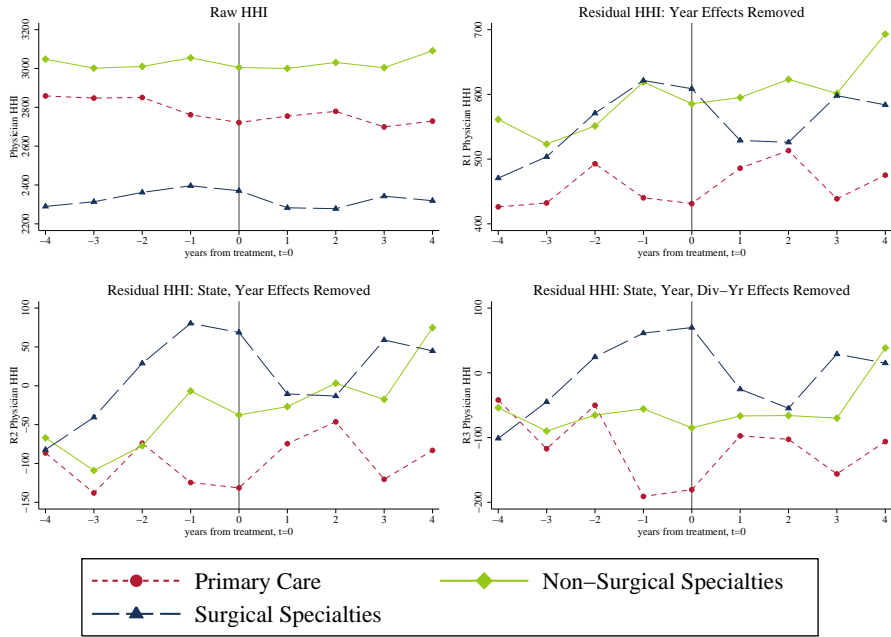 Raw HHI
Physician HHI
2200 2400 2600 2800 3000 3200
−4 −3 −2 −1 0 1 2 3 4
years from treatment, t=0
Residual HHI: Year Effects Removed
R1 Physician HHI
400 500 600 700
−4 −3 −2 −1 0 1 2 3 4
years from treatment, t=0
Residual HHI: State, Year Effects Removed
R2 Physician HHI
−150 −100 −50 0 50 100
−4 −3 −2 −1 0 1 2 3 4
years from treatment, t=0
Residual HHI: State, Year, Div−Yr Effects Removed
R3 Physician HHI
−200 −100 0 100
−4 −3 −2 −1 0 1 2 3 4
years from treatment, t=0
Primary Care
Non−Surgical Specialties
Surgical Specialties